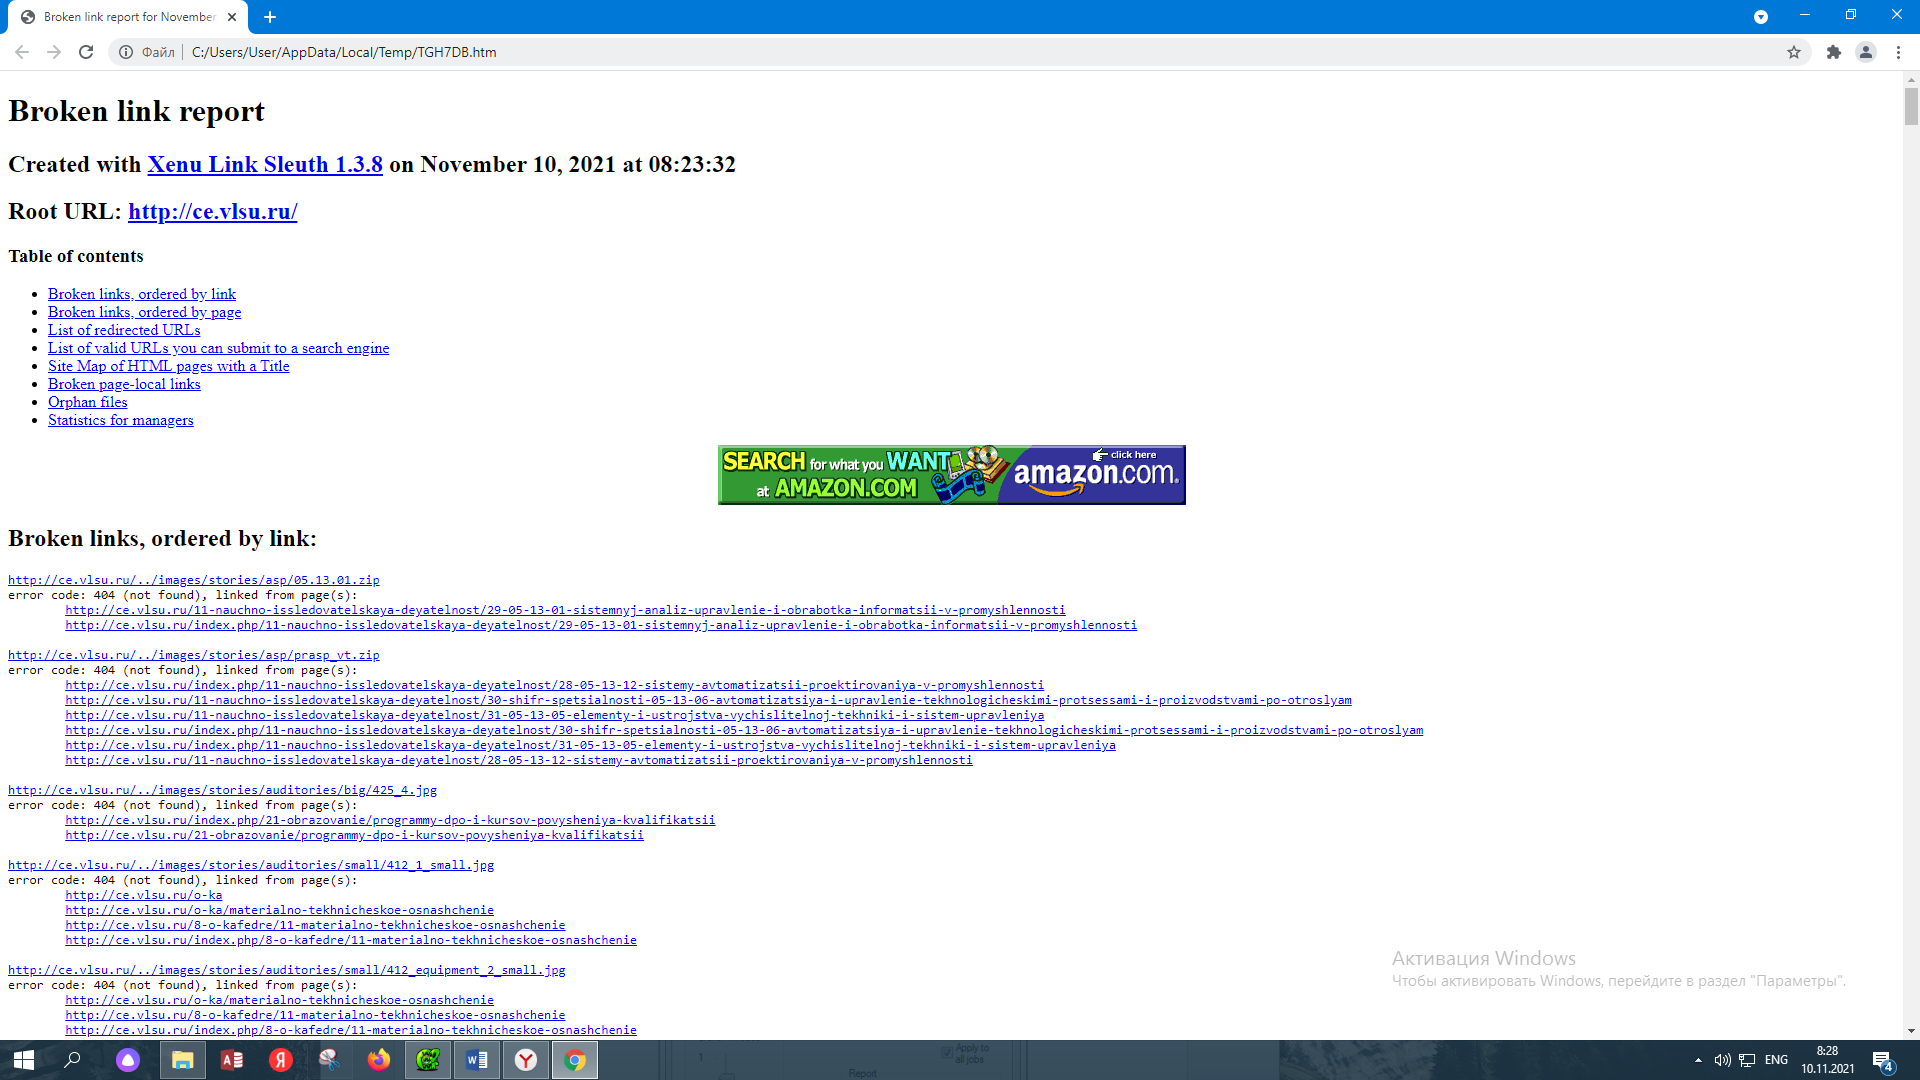 Broken link report for November
Файл
C:/Users/User/AppData/Local/Temp/TGH7DB.htm
Broken link report
Created with Xenu Link Sleuth 1.3.8 on November 10, 2021 at 08:23:32
Root URL: http://ce.vlsu.ru/
Table of contents
Broken links, ordered by link
Broken links, ordered by page
List of redirected URLs
List of valid URLs you can submit to a search engine
Site Map of HTML pages with a Title
Broken page-local links
Orphan files
Statistics for managers
SEARCH for what you WANT
at AMAZON.COM
click here
amazon.com.
Broken links, ordered by link:
http://ce.vlsu.ru/../images/stories/asp/05.13.01.zip
error code: 404 (not found), linked from page(s):
http://ce.vlsu.ru/11-nauchno-issledovatelskaya-deyatelnost/29-05-13-01-sistemnyj-analiz-upravlenie-i-obrabotka-informatsii-v-promyshlennosti
http://ce.vlsu.ru/index.php/11-nauchno-issledovatelskaya-deyatelnost/29-05-13-01-sistemnyj-analiz-upravlenie-i-obrabotka-informatsii-v-promyshlennosti
http://ce.vlsu.ru/../images/stories/asp/prasp_vt.zip
error code: 404 (not found), linked from page(s):
http://ce.vlsu.ru/index.php/11-nauchno-issledovatelskaya-deyatelnost/28-05-13-12-sistemy-avtomatizatsii-proektirovaniya-v-promyshlennosti
http://ce.vlsu.ru/11-nauchno-issledovatelskaya-deyatelnost/30-shifr-spetsialnosti-05-13-06-avtomatizatsiya-i-upravlenie-tekhnologicheskimi-protsessami-i-proizvodstvami-po-otroslyam
http://ce.vlsu.ru/11-nauchno-issledovatelskaya-deyatelnost/31-05-13-05-elementy-i-ustrojstva-vychislitelnoj-tekhniki-i-sistem-upravleniya
http://ce.vlsu.ru/index.php/11-nauchno-issledovatelskaya-deyatelnost/30-shifr-spetsialnosti-05-13-06-avtomatizatsiya-i-upravlenie-tekhnologicheskimi-protsessami-i-proizvodstvami-po-otroslyam
http://ce.vlsu.ru/index.php/11-nauchno-issledovatelskaya-deyatelnost/31-05-13-05-elementy-i-ustrojstva-vychislitelnoj-tekhniki-i-sistem-upravleniya
http://ce.vlsu.ru/11-nauchno-issledovatelskaya-deyatelnost/28-05-13-12-sistemy-avtomatizatsii-proektirovaniya-v-promyshlennosti
http://ce.vlsu.ru/../images/stories/auditories/big/425_4.jpg
error code: 404 (not found), linked from page(s):
http://ce.vlsu.ru/index.php/21-obrazovanie/programmy-dpo-i-kursov-povysheniya-kvalifikatsii
http://ce.vlsu.ru/21-obrazovanie/programmy-dpo-i-kursov-povysheniya-kvalifikatsii
http://ce.vlsu.ru/../images/stories/auditories/small/412_1_small.jpg
error code: 404 (not found), linked from page(s):
http://ce.vlsu.ru/o-ka
http://ce.vlsu.ru/o-ka/materialno-tekhnicheskoe-osnashchenie
http://ce.vlsu.ru/8-o-kafedre/11-materialno-tekhnicheskoe-osnashchenie
http://ce.vlsu.ru/index.php/8-o-kafedre/11-materialno-tekhnicheskoe-osnashchenie
http://ce.vlsu.ru/../images/stories/auditories/small/412_equipment_2_small.jpg
error code: 404 (not found), linked from page(s):
http://ce.vlsu.ru/o-ka/materialno-tekhnicheskoe-osnashchenie
http://ce.vlsu.ru/8-o-kafedre/11-materialno-tekhnicheskoe-osnashchenie
http://ce.vlsu.ru/index.php/8-o-kafedre/11-materialno-tekhnicheskoe-osnashchenie
Активация Windows
Чтобы активировать Windows, перейдите в раздел "Параметры".
1
Apply to
all jobs
Report
ENG
8:28
10.11.2021
4